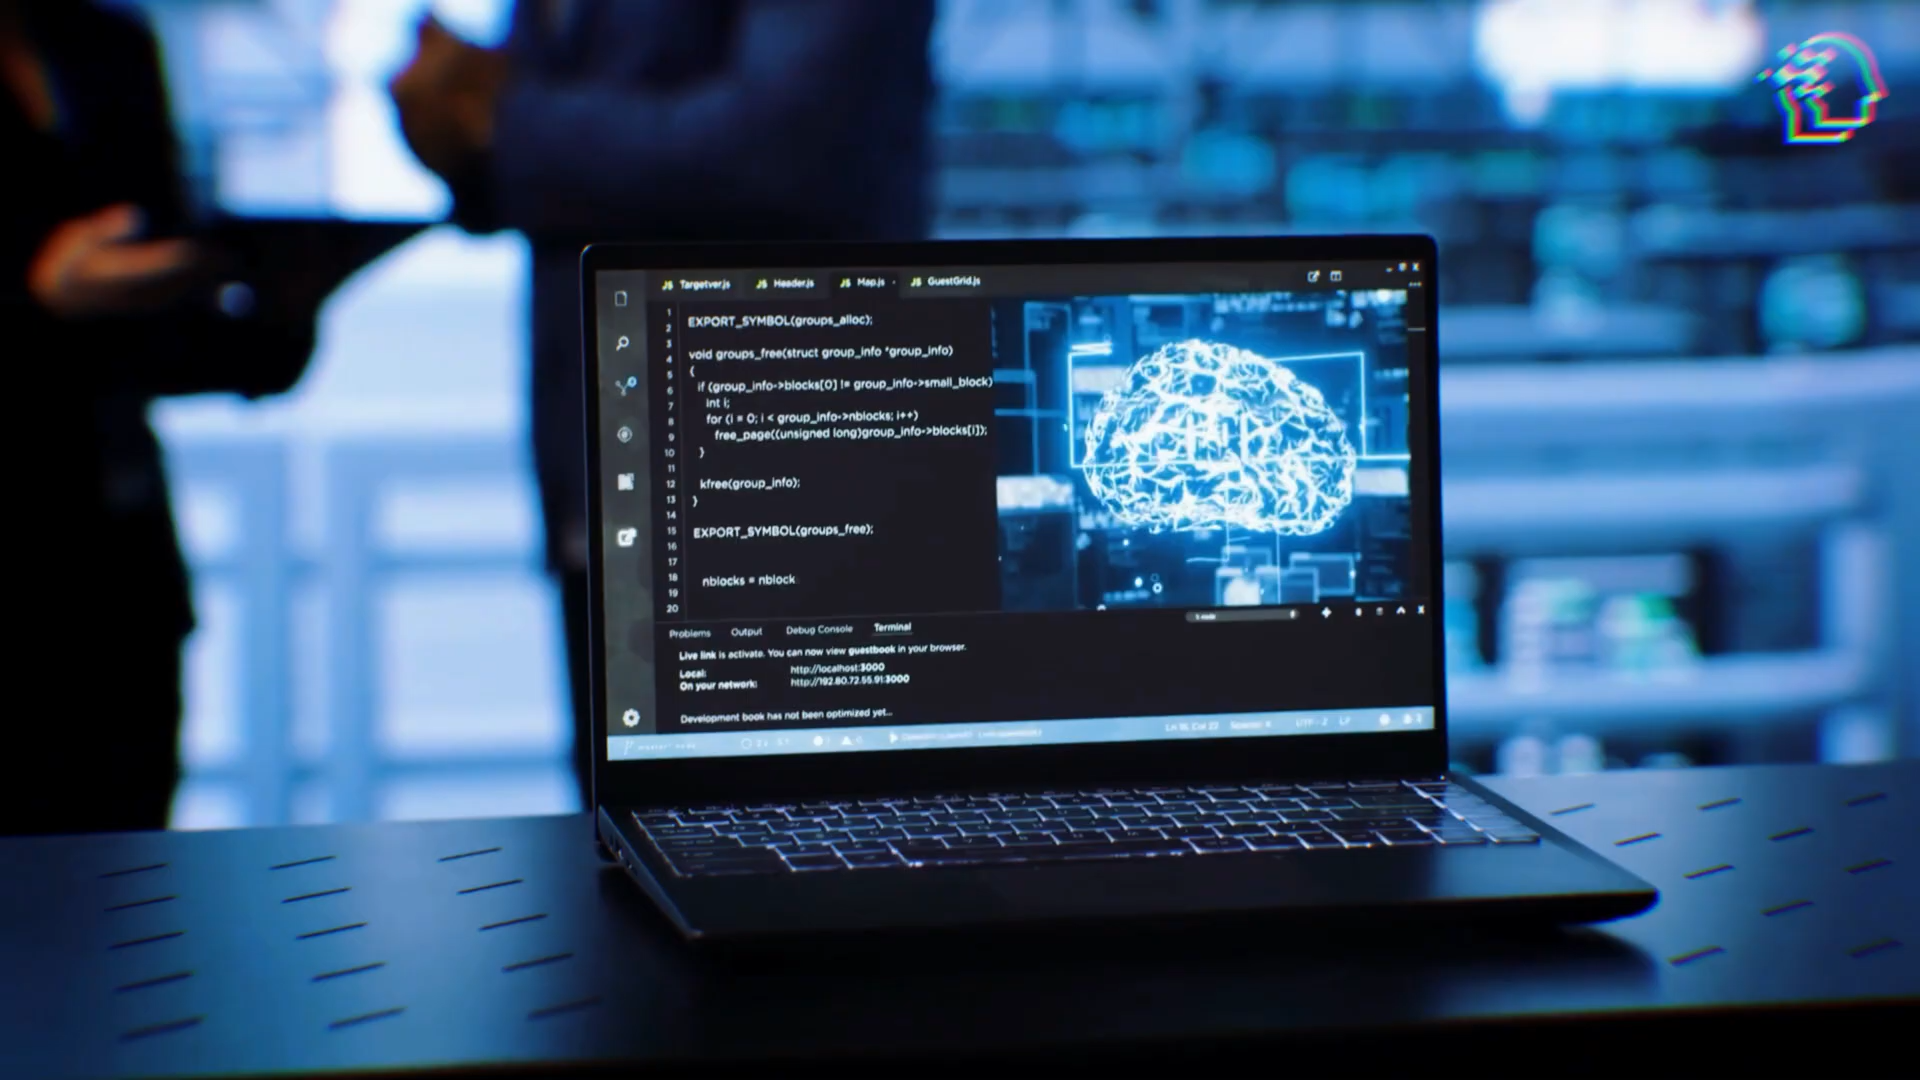 JS Targetver.js JS Header.js JS Map.js JS GuestGrid.js
1
2 EXPORT_SYMBOL(groups_alloc);
3
4 void groups_free(struct group_info *group_info)
5 {
6 if (group_info->blocks[0] != group_info->small_block)
7 int i;
8 for (i = 0; i < group_info->nblocks; i++)
9 free_page((unsigned long)group_info->blocks[i]);
10 }
11
12 kfree(group_info);
13 }
14
15 EXPORT_SYMBOL(groups_free);
16
17
18 nblocks = nblock
19
20
Problems Output Debug Console Terminal
Live link is activate. You can now view guestbook in your browser.
Local: http://localhost:3000
On your network: http://192.80.72.55.91:3000
Development book has not been optimized yet...